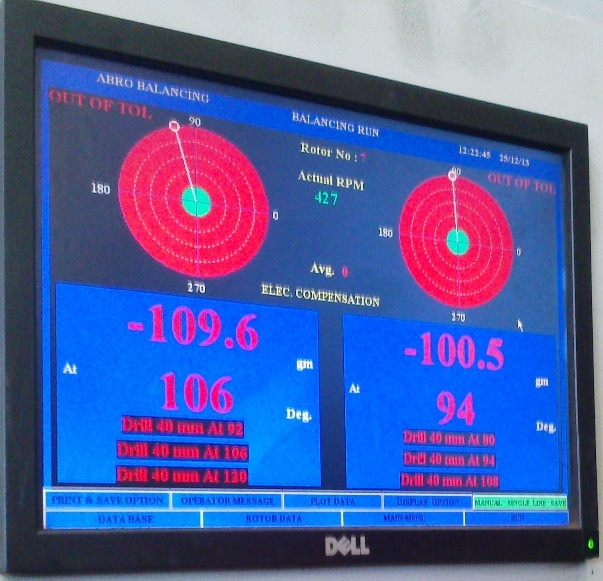 ABRO BALANCING
BALANCING RUN
12:22:45 25/12/13
OUT OF TOL
OUT OF TOL
Rotor No : 7
Actual RPM
427
Avg. 0
ELEC. COMPENSATION
90
180
0
270
90
180
0
270
-109.6
gm
At
106
Deg.
Drill 40 mm At 92
Drill 40 mm At 106
Drill 40 mm At 120
-100.5
gm
At
94
Deg.
Drill 40 mm At 80
Drill 40 mm At 94
Drill 40 mm At 108
PRINT & SAVE OPTION OPERATOR MESSAGE PLOT DATA DISPLAY OPTION MANUAL SINGLE LINE SAVE
DATA BASE ROTOR DATA MAIN MENU RUN
DELL